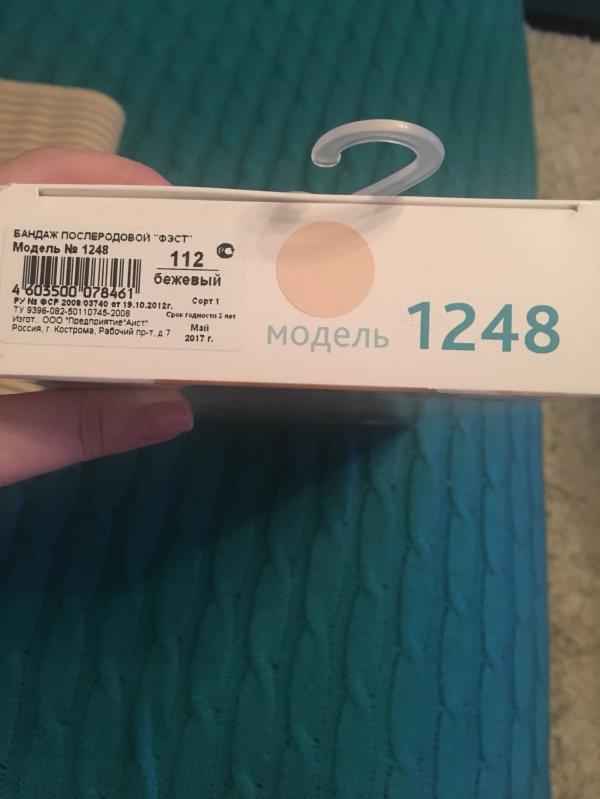 БАНДАЖ ПОСЛЕРОДОВОЙ "ФЭСТ"
Модель № 1248
112
бежевый
4 603500 078461
РУ № ФСР 2008/03740 от 19.10.2012г.
Сорт 1
ТУ 9396-082-50110745-2008
Срок годности 5 лет
Изгот.: ООО "Предприятие"Аист"
Май
Россия, г. Кострома, Рабочий пр-т, д 7
2017 г.
модель 1248